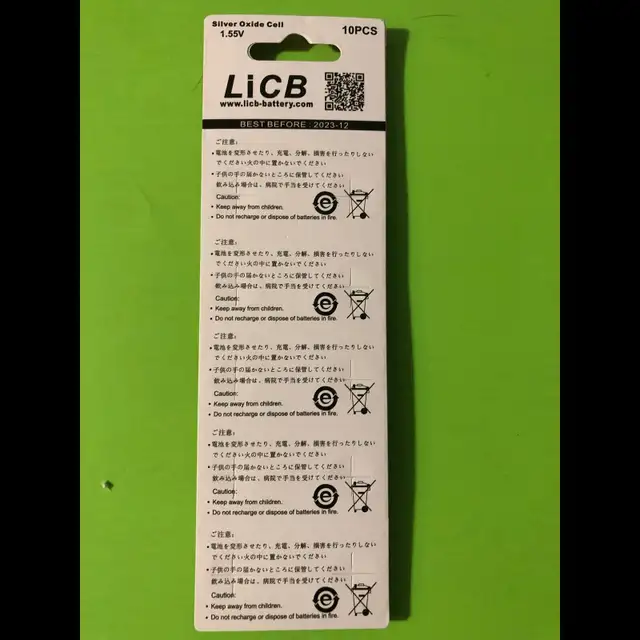 Silver Oxide Cell
1.55V
10PCS
LiCB
www.licb-battery.com
BEST BEFORE : 2023-12
ご注意:
•電池を変形させたり、充電、分解、損害を行ったりしない
でください火の中に置かないでください
•子供の手の届かないところに保管してください
飲み込み場合は、病院で手当を受けてください
Caution:
• Keep away from children.
• Do not recharge or dispose of batteries in fire.
ご注意:
•電池を変形させたり、充電、分解、損害を行ったりしない
でください火の中に置かないでください
•子供の手の届かないところに保管してください
飲み込み場合は、病院で手当を受けてください
Caution:
• Keep away from children.
• Do not recharge or dispose of batteries in fire.
ご注意:
•電池を変形させたり、充電、分解、損害を行ったりしない
でください火の中に置かないでください
•子供の手の届かないところに保管してください
飲み込み場合は、病院で手当を受けてください
Caution:
• Keep away from children.
• Do not recharge or dispose of batteries in fire.
ご注意:
•電池を変形させたり、充電、分解、損害を行ったりしない
でください火の中に置かないでください
•子供の手の届かないところに保管してください
飲み込み場合は、病院で手当を受けてください
Caution:
• Keep away from children.
• Do not recharge or dispose of batteries in fire.
ご注意:
•電池を変形させたり、充電、分解、損害を行ったりしない
でください火の中に置かないでください
•子供の手の届かないところに保管してください
飲み込み場合は、病院で手当を受けてください
Caution:
• Keep away from children.
• Do not recharge or dispose of batteries in fire.